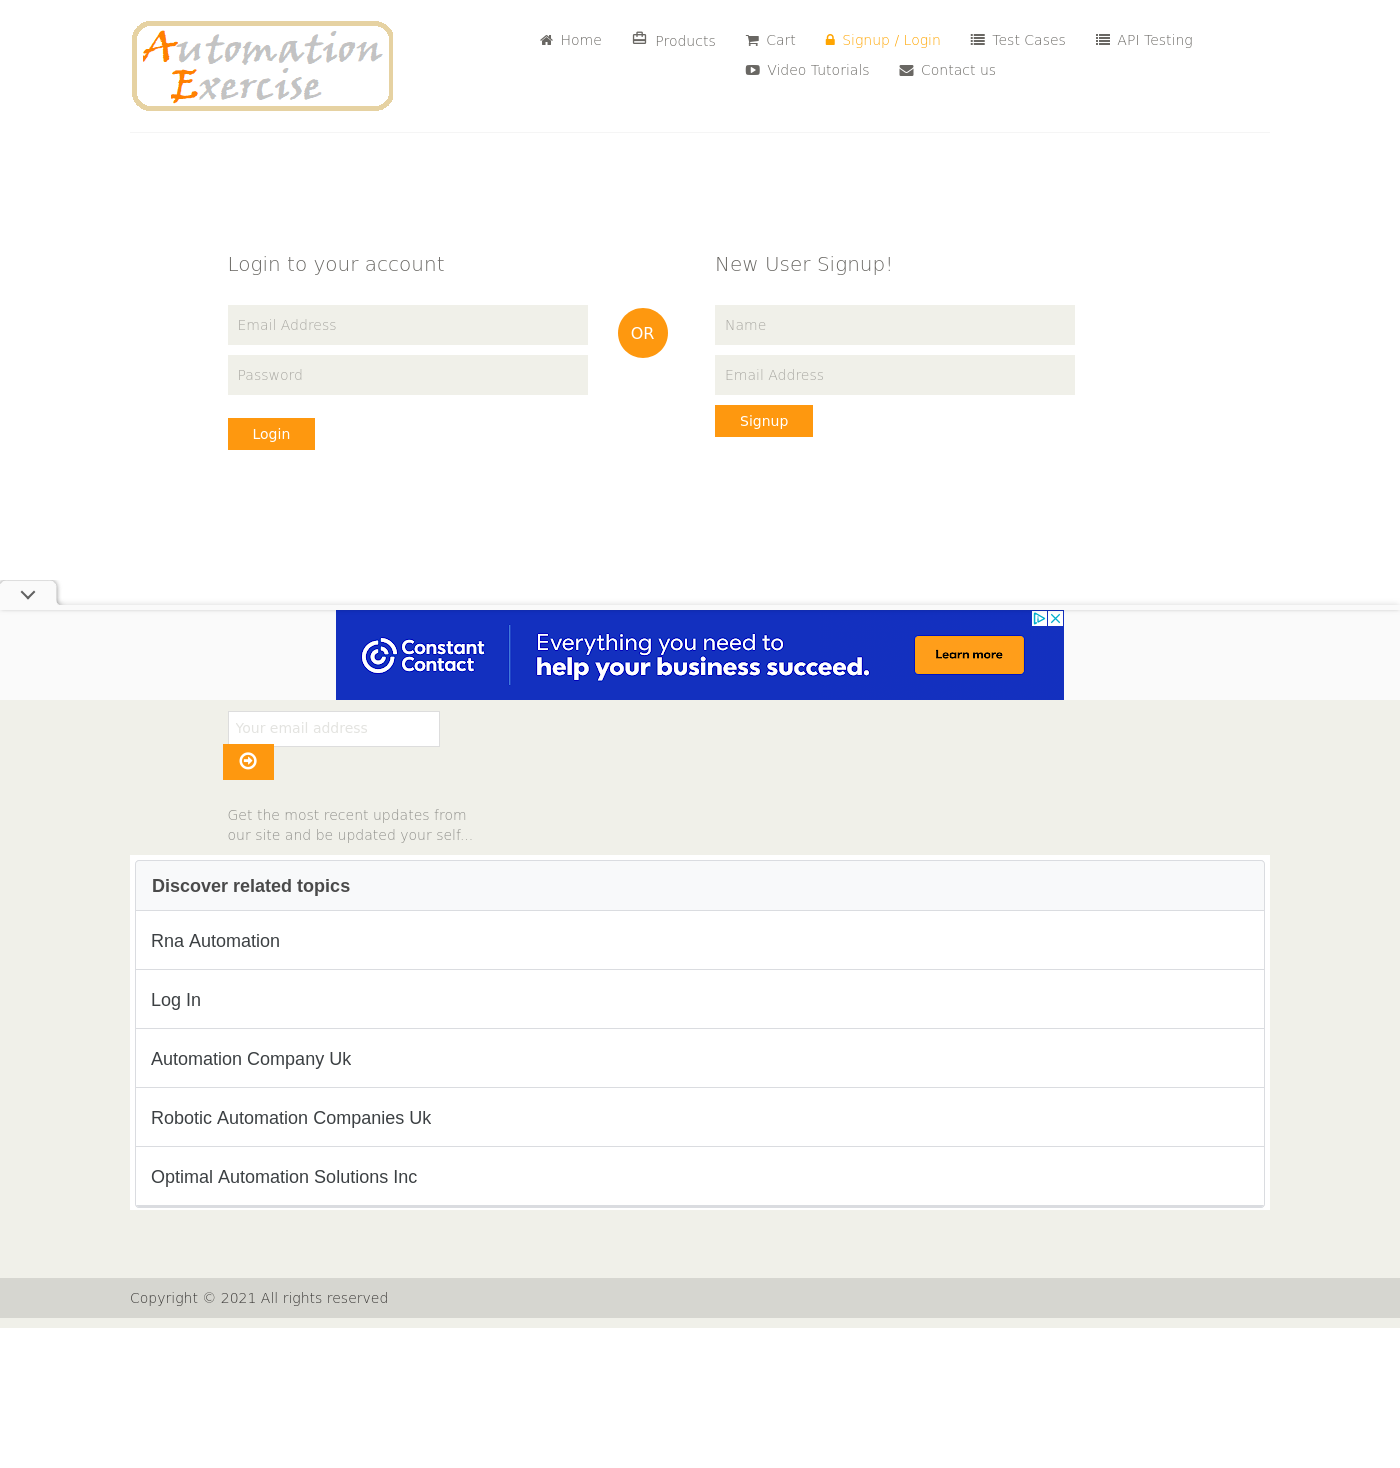 Automation
Exercise
Home
Products
Cart
Signup / Login
Test Cases
API Testing
Video Tutorials
Contact us
Login to your account
New User Signup!
Email Address
Password
Login
OR
Name
Email Address
Signup
Constant
Contact
Everything you need to
help your business succeed.
Learn more
Your email address
Get the most recent updates from
our site and be updated your self...
Discover related topics
Rna Automation
Log In
Automation Company Uk
Robotic Automation Companies Uk
Optimal Automation Solutions Inc
Copyright © 2021 All rights reserved